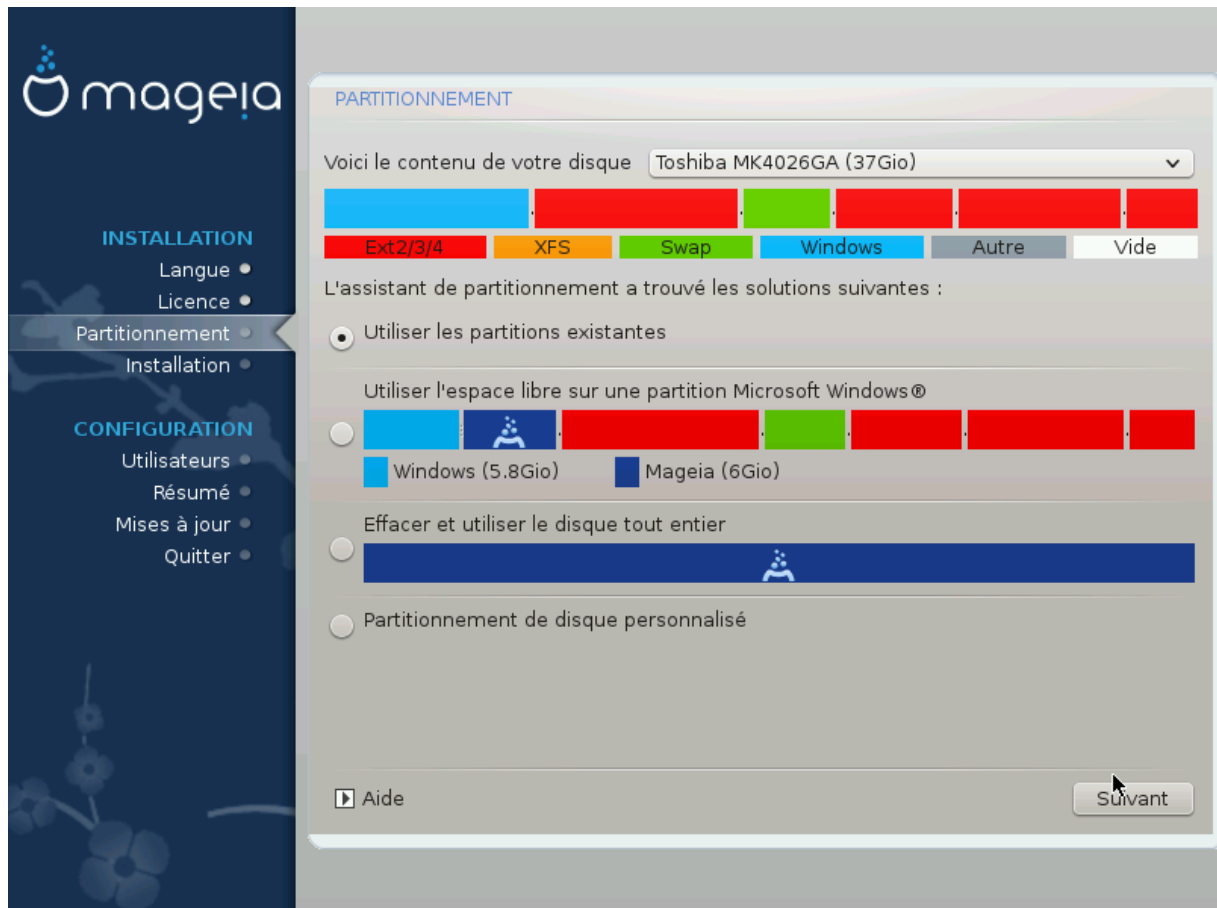 mageia
INSTALLATION
Langue
Licence
Partitionnement
Installation
CONFIGURATION
Utilisateurs
Résumé
Mises à jour
Quitter
PARTITIONNEMENT
Voici le contenu de votre disque Toshiba MK4026GA (37Gio)
Ext2/3/4 XFS Swap Windows Autre Vide
L'assistant de partitionnement a trouvé les solutions suivantes :
Utiliser les partitions existantes
Utiliser l'espace libre sur une partition Microsoft Windows®
Windows (5.8Gio) Mageia (6Gio)
Effacer et utiliser le disque tout entier
Partitionnement de disque personnalisé
Aide Suivant